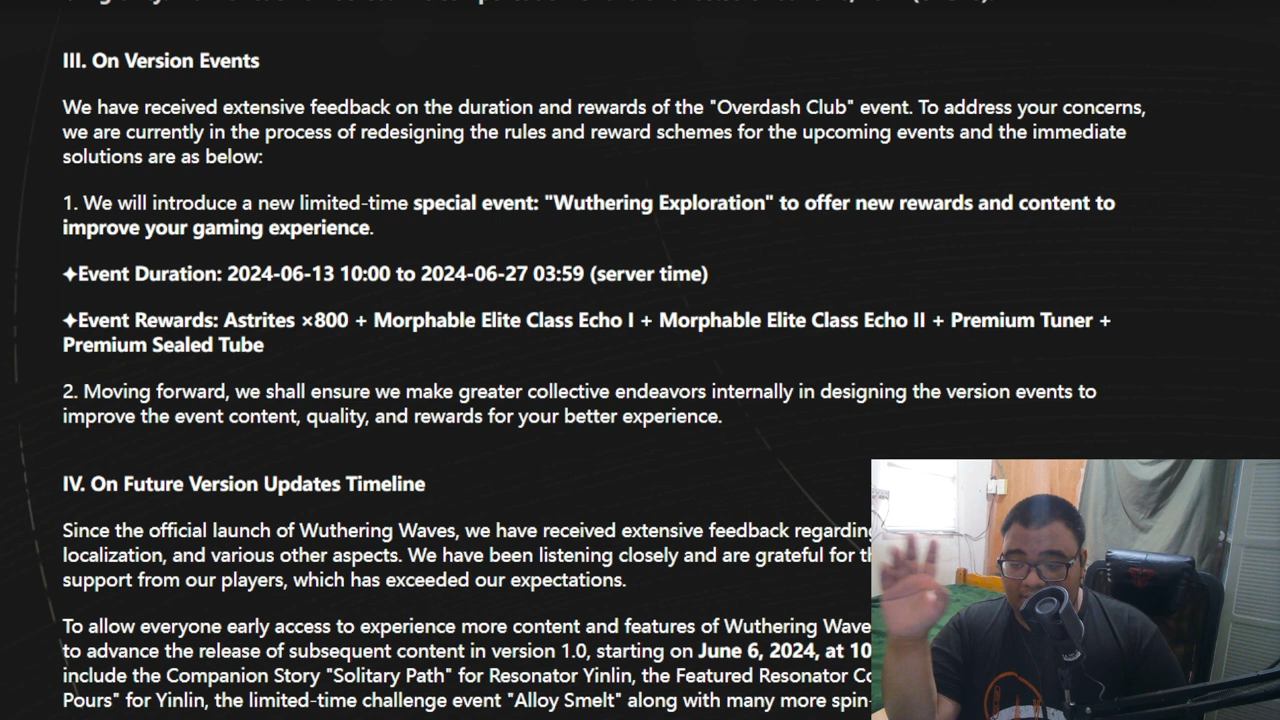 III. On Version Events
We have received extensive feedback on the duration and rewards of the "Overdash Club" event. To address your concerns,
we are currently in the process of redesigning the rules and reward schemes for the upcoming events and the immediate
solutions are as below:
1. We will introduce a new limited-time special event: "Wuthering Exploration" to offer new rewards and content to
improve your gaming experience.
✦Event Duration: 2024-06-13 10:00 to 2024-06-27 03:59 (server time)
✦Event Rewards: Astrites ×800 + Morphable Elite Class Echo I + Morphable Elite Class Echo II + Premium Tuner +
Premium Sealed Tube
2. Moving forward, we shall ensure we make greater collective endeavors internally in designing the version events to
improve the event content, quality, and rewards for your better experience.
IV. On Future Version Updates Timeline
Since the official launch of Wuthering Waves, we have received extensive feedback regarding
localization, and various other aspects. We have been listening closely and are grateful for
support from our players, which has exceeded our expectations.
To allow everyone early access to experience more content and features of Wuthering Wave
to advance the release of subsequent content in version 1.0, starting on June 6, 2024, at 10
include the Companion Story "Solitary Path" for Resonator Yinlin, the Featured Resonator
Pours" for Yinlin, the limited-time challenge event "Alloy Smelt" along with many more spin-